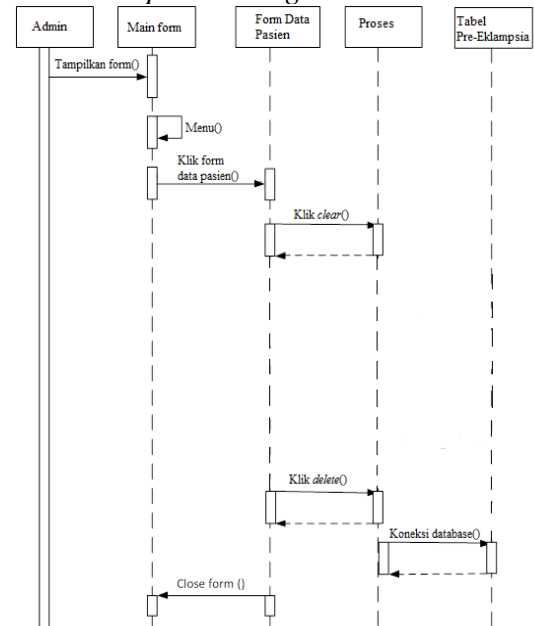 Admin
Main form
Form Data
Pasien
Proses
Tabel
Pre-Eklampsia
Tampilkan form()
Menu()
Klik form
data pasien()
Klik clear()
Klik delete()
Koneksi database()
Close form ()